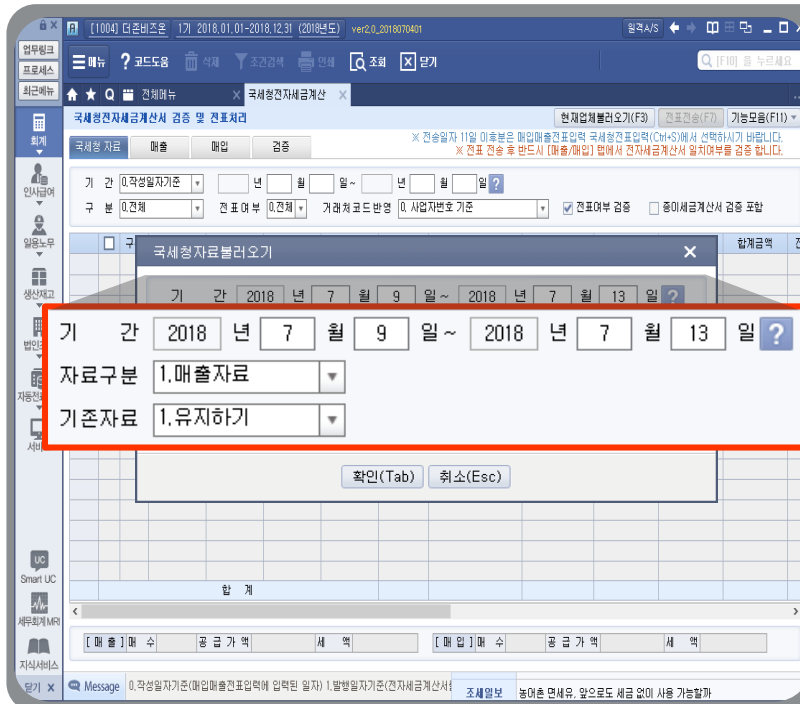 [1004] 더존비즈온 1기 2018.01.01-2018.12.31 (2018년도) ver2.0_2018070401 원격A/S
업무링크
프로세스
최근메뉴
메뉴 ? 코드도움 삭제 조건검색 인쇄 조회 닫기 [F10] 을 누르세요
전체메뉴 × 국세청전자세금계산 ×
국세청전자세금계산서 검증 및 전표처리 현재업체불러오기(F3) 전표전송(F7) 기능모음(F11)
국세청 자료 매출 매입 검증
※ 전송일자 11일 이후분은 매입매출전표입력 국세청전표입력(Ctrl+S)에서 선택하시기 바랍니다.
※ 전표 전송 후 반드시 [매출/매입] 탭에서 전자세금계산서 일치여부를 검증 합니다.
기 간 0.작성일자기준 년 월 일~ 년 월 일 ?
구 분 0.전체 전표여부 0.전체 거래처코드반영 0. 사업자번호 기준 전표여부 검증 종이세금계산서 검증 포함
회계
인사급여
일용노무
생산재고
법인
자동전
서비
Smart UC
세무회계MRI
지식서비스
닫기 ×
구 합계금액 전
국세청자료불러오기 ×
기 간 2018 년 7 월 9 일~ 2018 년 7 월 13 일 ?
기 간 2018 년 7 월 9 일~ 2018 년 7 월 13 일 ?
자료구분 1.매출자료
기존자료 1.유지하기
확인(Tab) 취소(Esc)
합 계
[매출]매 수 공급가액 세 액 [매입]매 수 공급가액 세 액
Message 0.작성일자기준(매입매출전표입력에 입력된 일자) 1.발행일자기준(전자세금계산서 조세일보 농어촌 면세유, 앞으로도 세금 없이 사용 가능할까